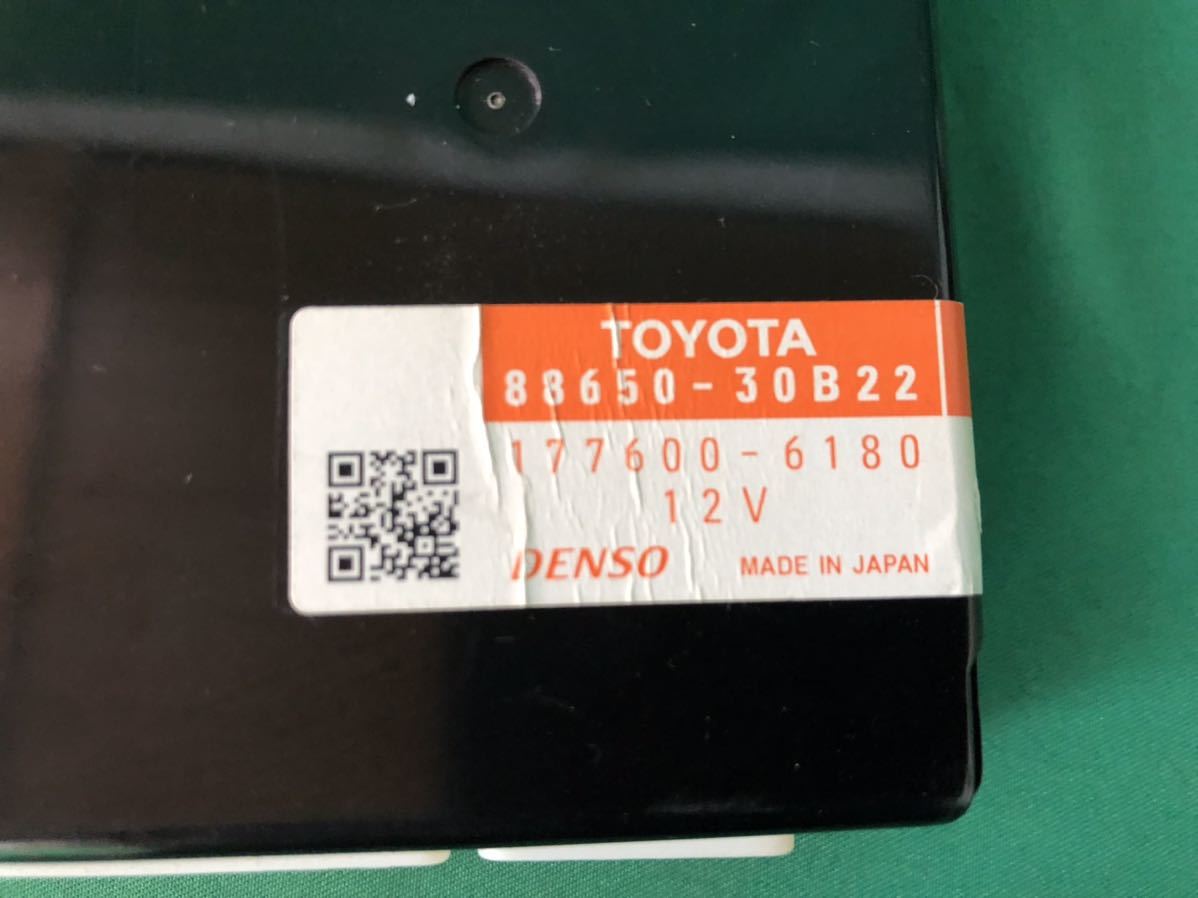 TOYOTA
88650-30B22
177600-6180
12V
DENSO MADE IN JAPAN